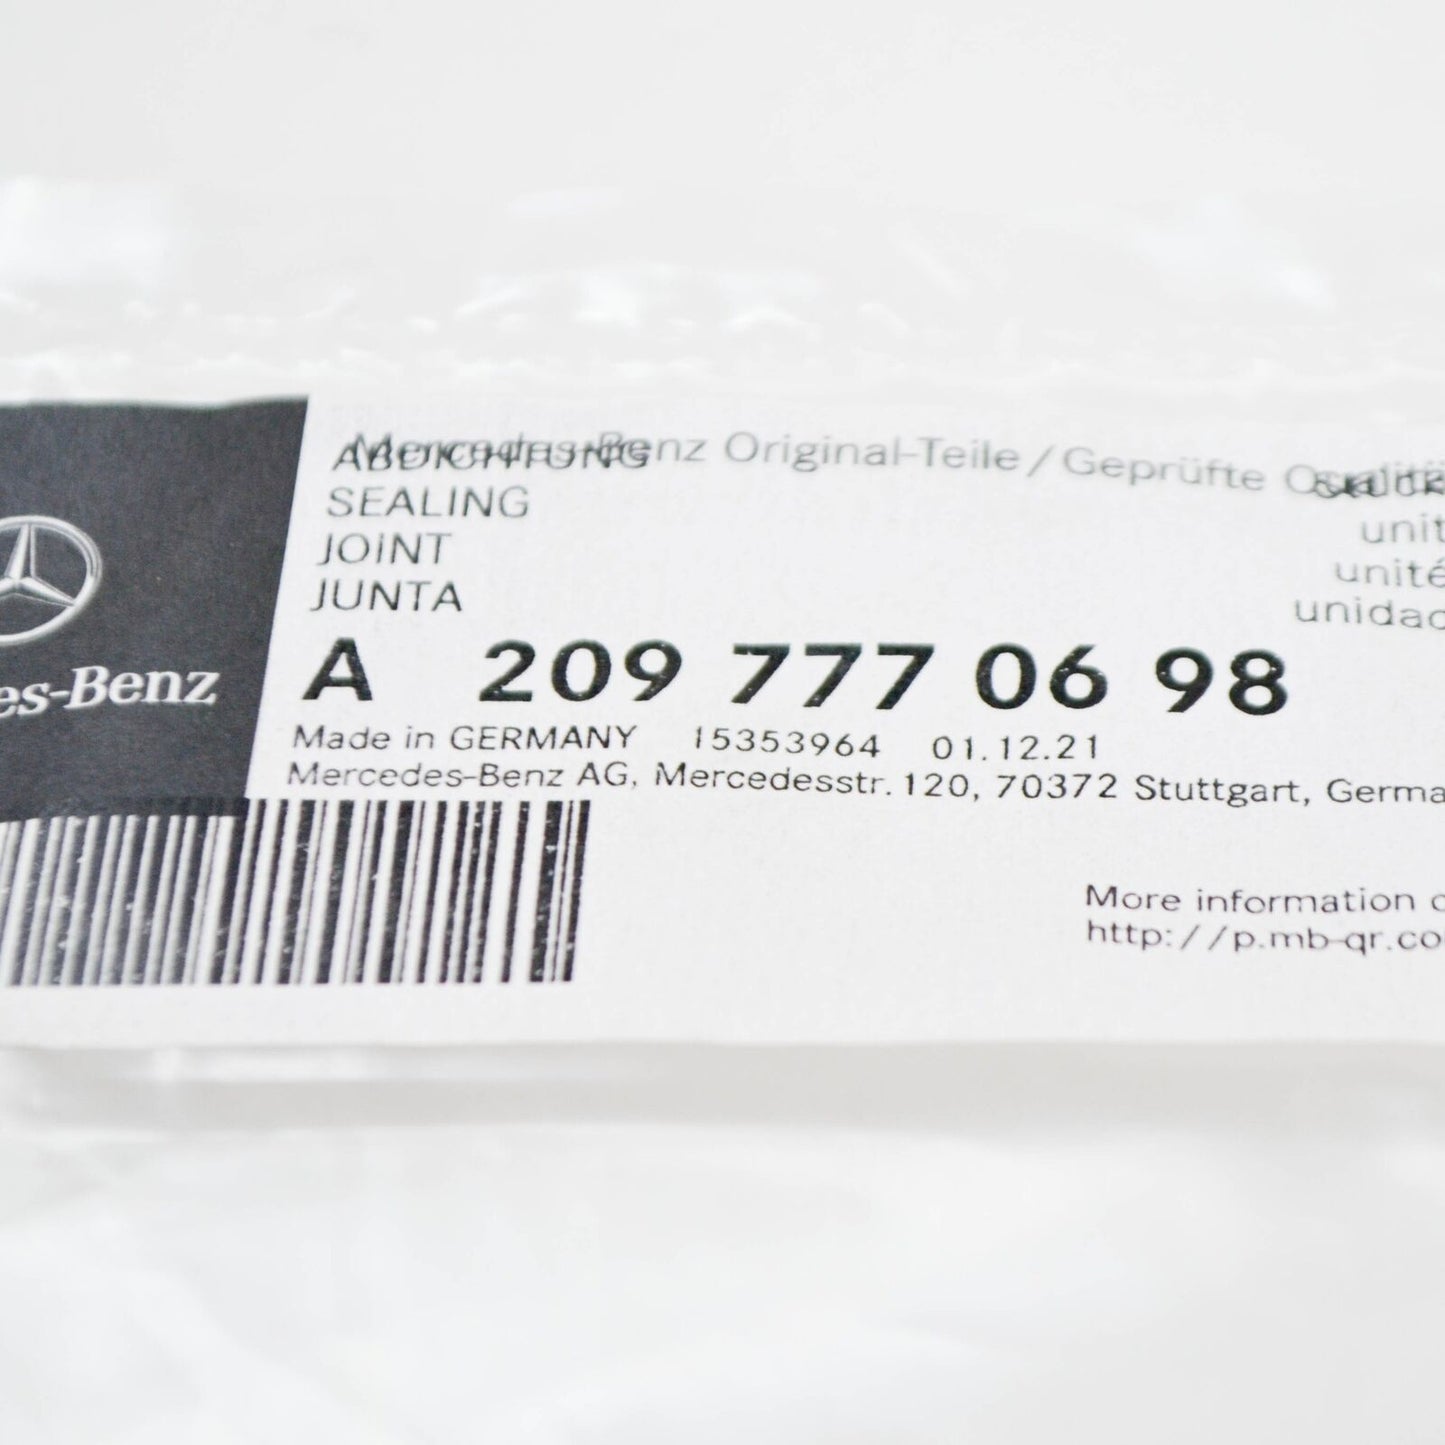 Mercedes-Benz Original-Teile / Geprüfte Qualitä
ABDICHTUNG
SEALING
JOINT
JUNTA
unit
unité
unidad
A 209 777 06 98
es-Benz
Made in GERMANY 15353964 01.12.21
Mercedes-Benz AG, Mercedesstr. 120, 70372 Stuttgart, Germa
More information o
http://p.mb-qr.co